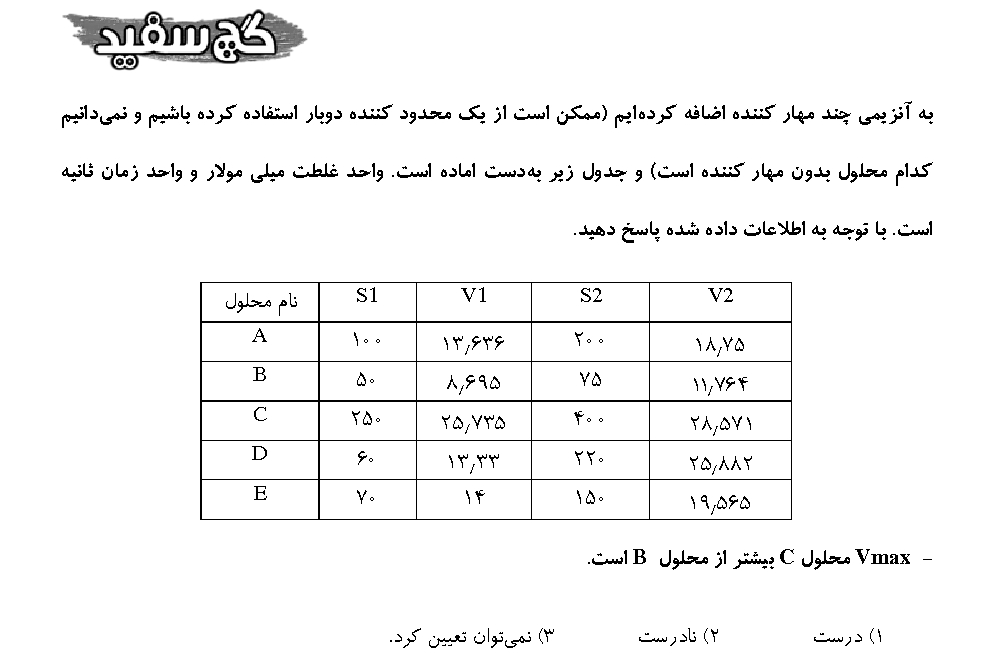 گچ سفید
به آنزیمی چند مهار کننده اضافه کرده‌ایم (ممکن است از یک محدود کننده دوبار استفاده کرده باشیم و نمی‌دانیم
کدام محلول بدون مهار کننده است) و جدول زیر به‌دست اماده است. واحد غلطت میلی مولار و واحد زمان ثانیه
است. با توجه به اطلاعات داده شده پاسخ دهید.
نام محلول S1 V1 S2 V2
A ۱۰۰ ۱۳٫۶۳۶ ۲۰۰ ۱۸٫۷۵
B ۵۰ ۸٫۶۹۵ ۷۵ ۱۱٫۷۶۴
C ۲۵۰ ۲۵٫۷۳۵ ۴۰۰ ۲۸٫۵۷۱
D ۶۰ ۱۳٫۳۳ ۲۲۰ ۲۵٫۸۸۲
E ۷۰ ۱۴ ۱۵۰ ۱۹٫۵۶۵
- Vmax محلول C بیشتر از محلول B است.
۱) درست ۲) نادرست ۳) نمی‌توان تعیین کرد.